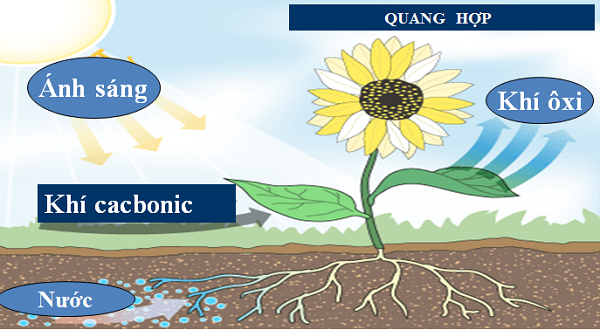 QUANG HỢP
Ánh sáng
Khí ôxi
Khí cacbonic
Nước